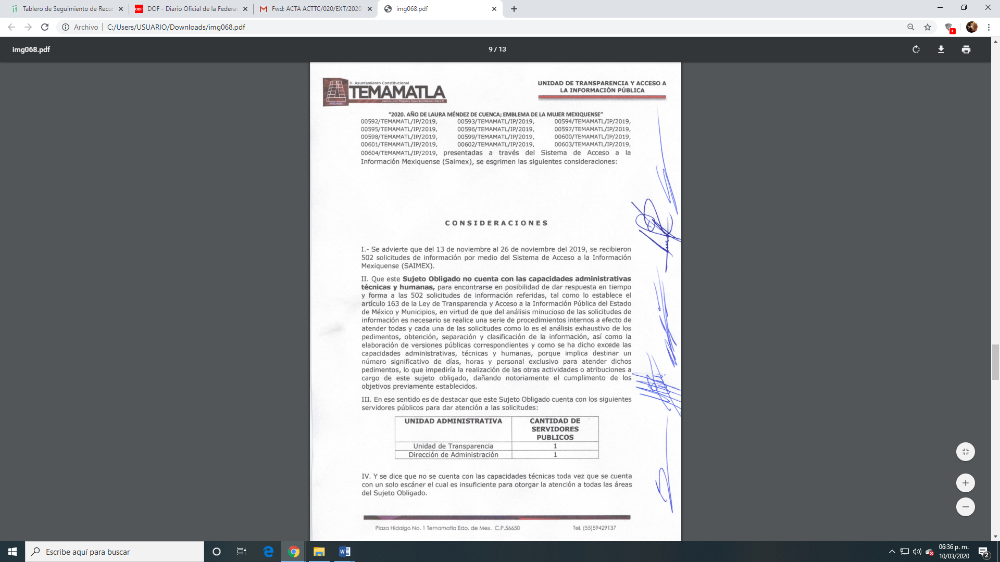 Tablero de Seguimiento de Recur
DOF - Diario Oficial de la Federac
Fwd: ACTA ACTTC/020/EXT/2020
img068.pdf
Archivo
C:/Users/USUARIO/Downloads/img068.pdf
img068.pdf
9 / 13
H. Ayuntamiento Constitucional
TEMAMATLA
Juntos por Mejores Oportunidades Para ti
UNIDAD DE TRANSPARENCIA Y ACCESO A
LA INFORMACIÓN PÚBLICA
"2020. AÑO DE LAURA MÉNDEZ DE CUENCA; EMBLEMA DE LA MUJER MEXIQUENSE"
00592/TEMAMATL/IP/2019, 00593/TEMAMATL/IP/2019, 00594/TEMAMATL/IP/2019,
00595/TEMAMATL/IP/2019, 00596/TEMAMATL/IP/2019, 00597/TEMAMATL/IP/2019,
00598/TEMAMATL/IP/2019, 00599/TEMAMATL/IP/2019, 00600/TEMAMATL/IP/2019,
00601/TEMAMATL/IP/2019, 00602/TEMAMATL/IP/2019, 00603/TEMAMATL/IP/2019,
00604/TEMAMATL/IP/2019, presentadas a través del Sistema de Acceso a la
Información Mexiquense (Saimex), se esgrimen las siguientes consideraciones:
C O N S I D E R A C I O N E S
I.- Se advierte que del 13 de noviembre al 26 de noviembre del 2019, se recibieron
502 solicitudes de información por medio del Sistema de Acceso a la Información
Mexiquense (SAIMEX).
II. Que este Sujeto Obligado no cuenta con las capacidades administrativas
técnicas y humanas, para encontrarse en posibilidad de dar respuesta en tiempo
y forma a las 502 solicitudes de información referidas, tal como lo establece el
artículo 163 de la Ley de Transparencia y Acceso a la Información Pública del Estado
de México y Municipios, en virtud de que del análisis minucioso de las solicitudes de
información es necesario se realice una serie de procedimientos internos a efecto de
atender todas y cada una de las solicitudes como lo es el análisis exhaustivo de los
pedimentos, obtención, separación y clasificación de la información, así como la
elaboración de versiones públicas correspondientes y como se ha dicho excede las
capacidades administrativas, técnicas y humanas, porque implica destinar un
número significativo de días, horas y personal exclusivo para atender dichos
pedimentos, lo que impediría la realización de las otras actividades o atribuciones a
cargo de este sujeto obligado, dañando notoriamente el cumplimento de los
objetivos previamente establecidos.
III. En ese sentido es de destacar que este Sujeto Obligado cuenta con los siguientes
servidores públicos para dar atención a las solicitudes:
UNIDAD ADMINISTRATIVA CANTIDAD DE
SERVIDORES
PUBLICOS
Unidad de Transparencia 1
Dirección de Administración 1
IV. Y se dice que no se cuenta con las capacidades técnicas toda vez que se cuenta
con un solo escáner el cual es insuficiente para otorgar la atención a todas las áreas
del Sujeto Obligado.
Plaza Hidalgo No. 1 Temamatla Edo. de Mex. C.P.56650 Tel. (55)59429137
Escribe aquí para buscar
06:36 p. m.
10/03/2020
2